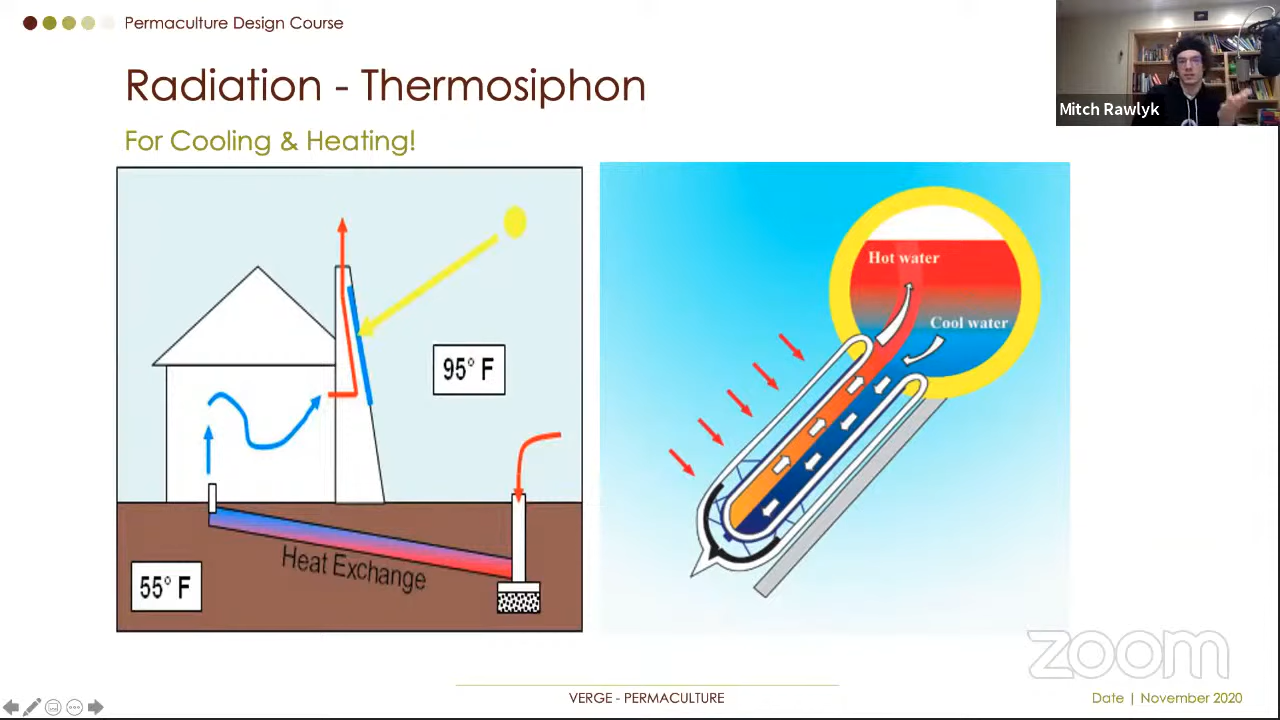 Permaculture Design Course
Radiation - Thermosiphon
For Cooling & Heating!
Mitch Rawlyk
95° F
Heat Exchange
55° F
Hot water
Cool water
zoom
VERGE - PERMACULTURE
Date | November 2020